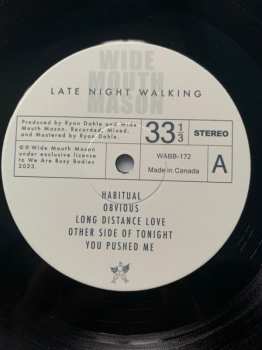 WIDE
MOUTH
MASON
LATE NIGHT WALKING
Produced by Ryan Dahle and Wide
Mouth Mason. Recorded, Mixed,
and Mastered by Ryan Dahle.
33 1/3
STEREO
©℗ Wide Mouth Mason
under exclusive license
to We Are Busy Bodies
2023.
WABB-172
Made in Canada
A
HABITUAL
OBVIOUS
LONG DISTANCE LOVE
OTHER SIDE OF TONIGHT
YOU PUSHED ME